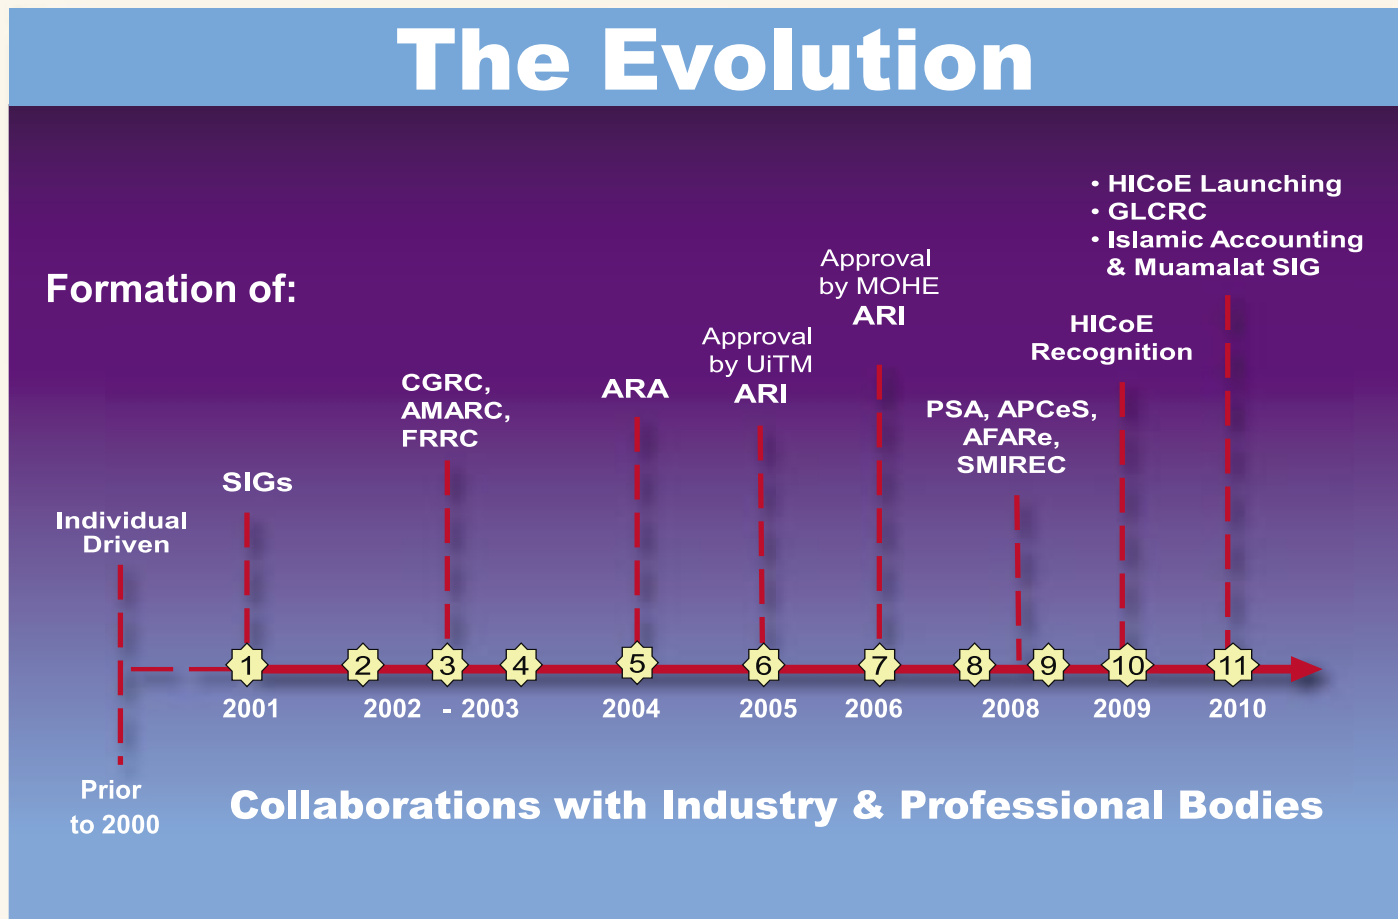 The Evolution
Formation of:
Individual
Driven
SIGs
CGRC,
AMARC,
FRRC
ARA
Approval
by UiTM
ARI
Approval
by MOHE
ARI
PSA, APCeS,
AFARe,
SMIREC
HICoE
Recognition
• HICoE Launching
• GLCRC
• Islamic Accounting
& Muamalat SIG
1 2 3 4 5 6 7 8 9 10 11
2001 2002 - 2003 2004 2005 2006 2008 2009 2010
Prior
to 2000
Collaborations with Industry & Professional Bodies